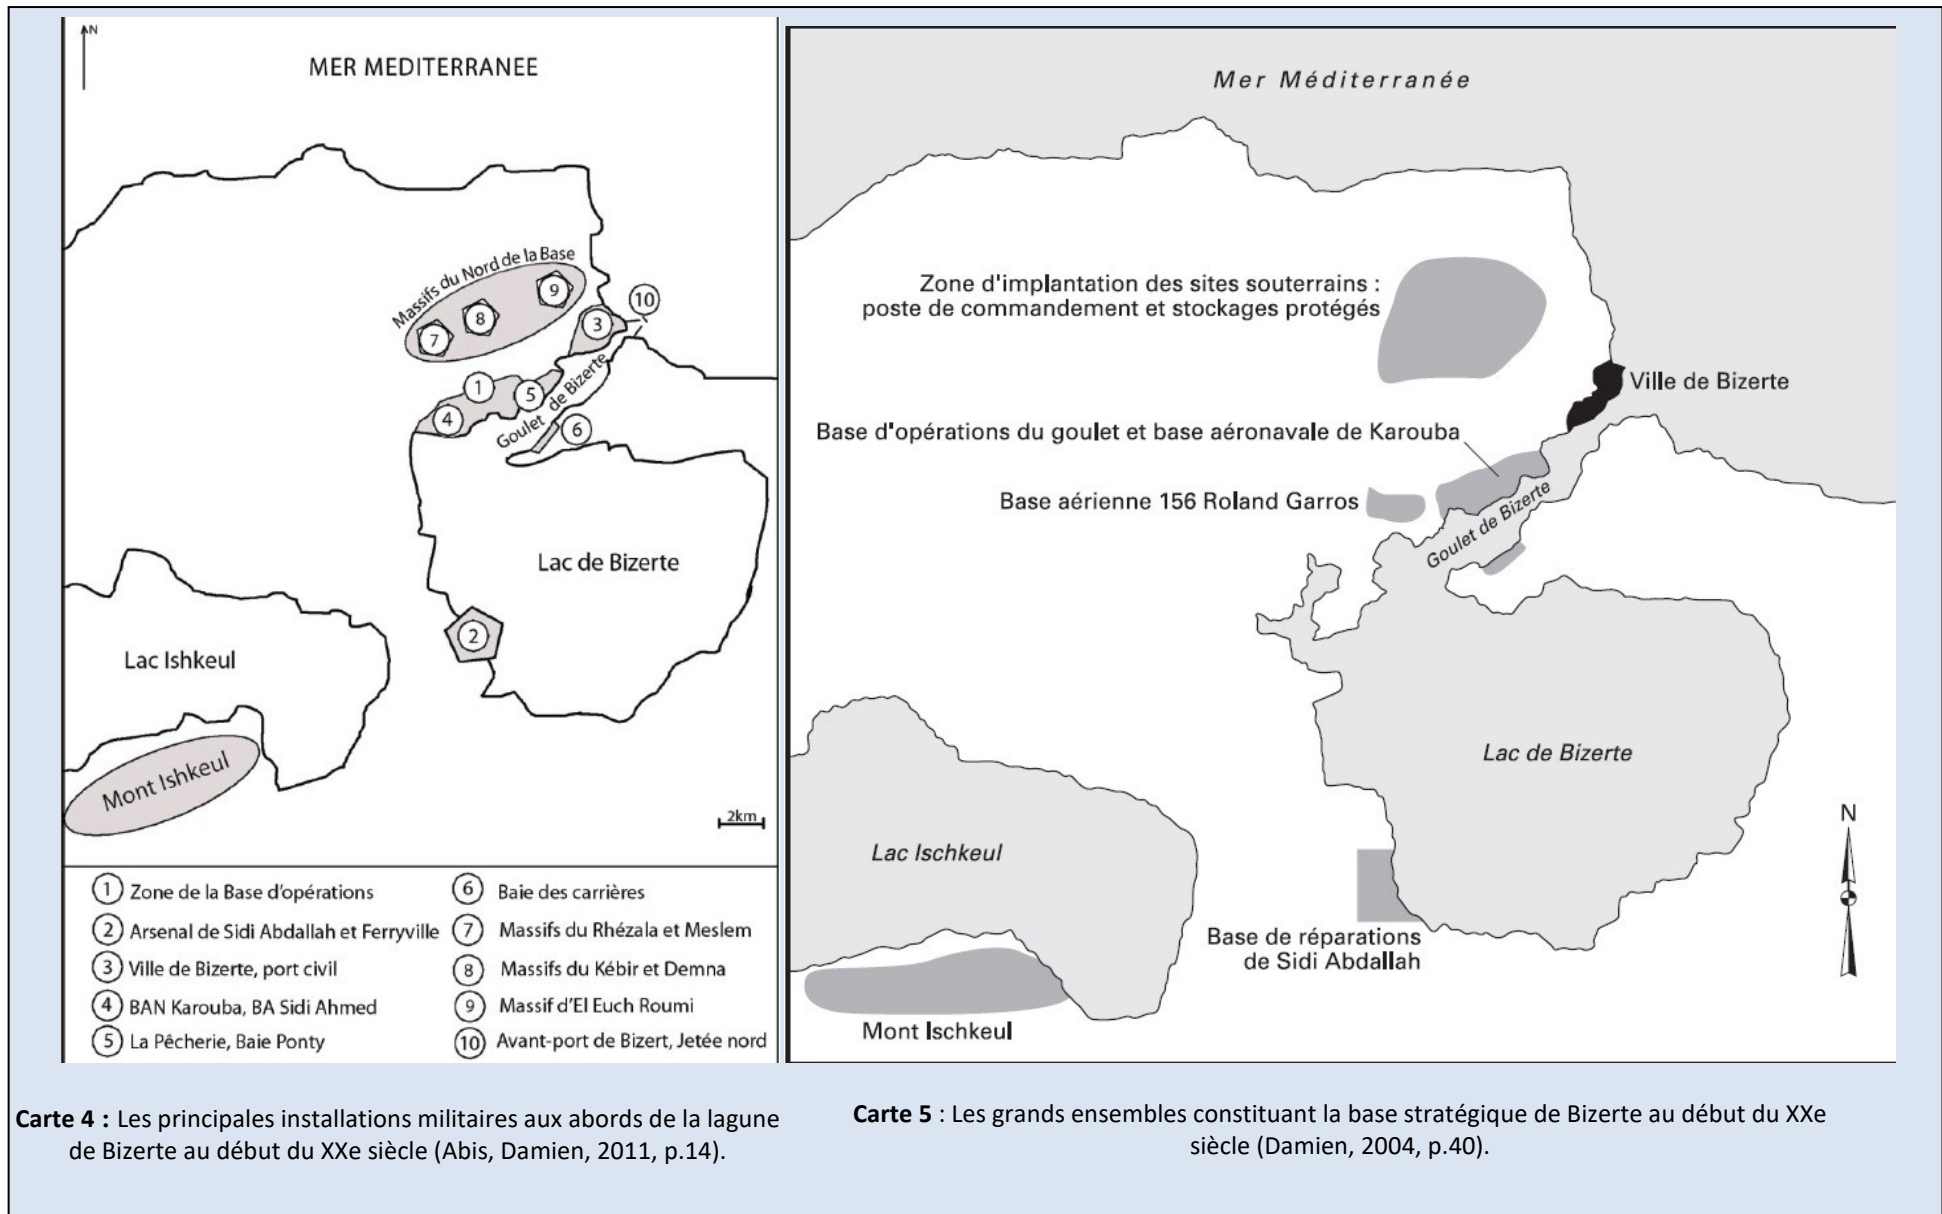 N
MER MEDITERRANEE
Massifs du Nord de la Base
9
10
8
3
7
1
5
Goulet de Bizerte
4
6
Lac de Bizerte
2
Lac Ishkeul
Mont Ishkeul
2km
1 Zone de la Base d'opérations
2 Arsenal de Sidi Abdallah et Ferryville
3 Ville de Bizerte, port civil
4 BAN Karouba, BA Sidi Ahmed
5 La Pêcherie, Baie Ponty
6 Baie des carrières
7 Massifs du Rhézala et Meslem
8 Massifs du Kébir et Demna
9 Massif d'El Euch Roumi
10 Avant-port de Bizert, Jetée nord
Carte 4 : Les principales installations militaires aux abords de la lagune
de Bizerte au début du XXe siècle (Abis, Damien, 2011, p.14).
Mer Méditerranée
Zone d'implantation des sites souterrains :
poste de commandement et stockages protégés
Ville de Bizerte
Base d'opérations du goulet et base aéronavale de Karouba
Base aérienne 156 Roland Garros
Goulet de Bizerte
Lac de Bizerte
N
Lac Ischkeul
Base de réparations
de Sidi Abdallah
Mont Ischkeul
Carte 5 : Les grands ensembles constituant la base stratégique de Bizerte au début du XXe
siècle (Damien, 2004, p.40).